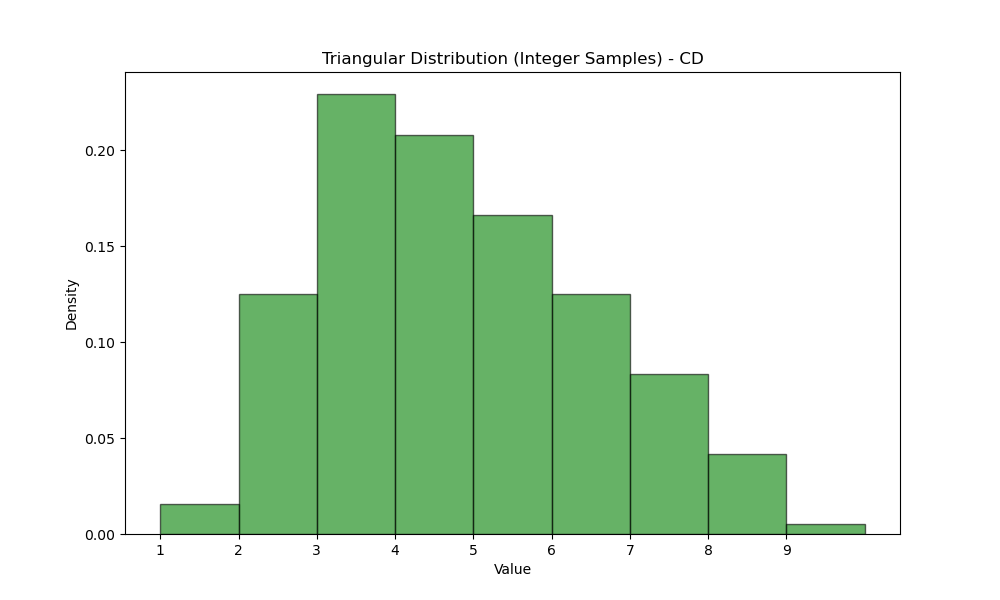 Triangular Distribution (Integer Samples) - CD
Density
0.20
0.15
0.10
0.05
0.00
1 2 3 4 5 6 7 8 9
Value